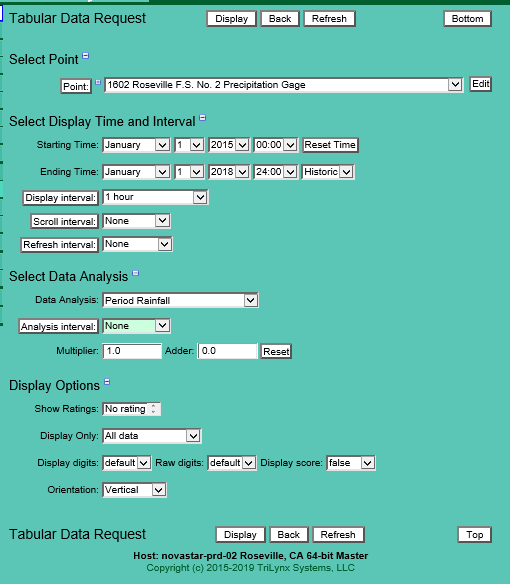 Tabular Data Request Display Back Refresh Bottom
Select Point
Point: 1602 Roseville F.S. No. 2 Precipitation Gage Edit
Select Display Time and Interval
Starting Time: January 1 2015 00:00 Reset Time
Ending Time: January 1 2018 24:00 Historic
Display interval: 1 hour
Scroll interval: None
Refresh interval: None
Select Data Analysis
Data Analysis: Period Rainfall
Analysis interval: None
Multiplier: 1.0 Adder: 0.0 Reset
Display Options
Show Ratings: No rating
Display Only: All data
Display digits: default Raw digits: default Display score: false
Orientation: Vertical
Tabular Data Request Display Back Refresh Top
Host: novastar-prd-02 Roseville, CA 64-bit Master
Copyright (c) 2015-2019 TriLynx Systems, LLC